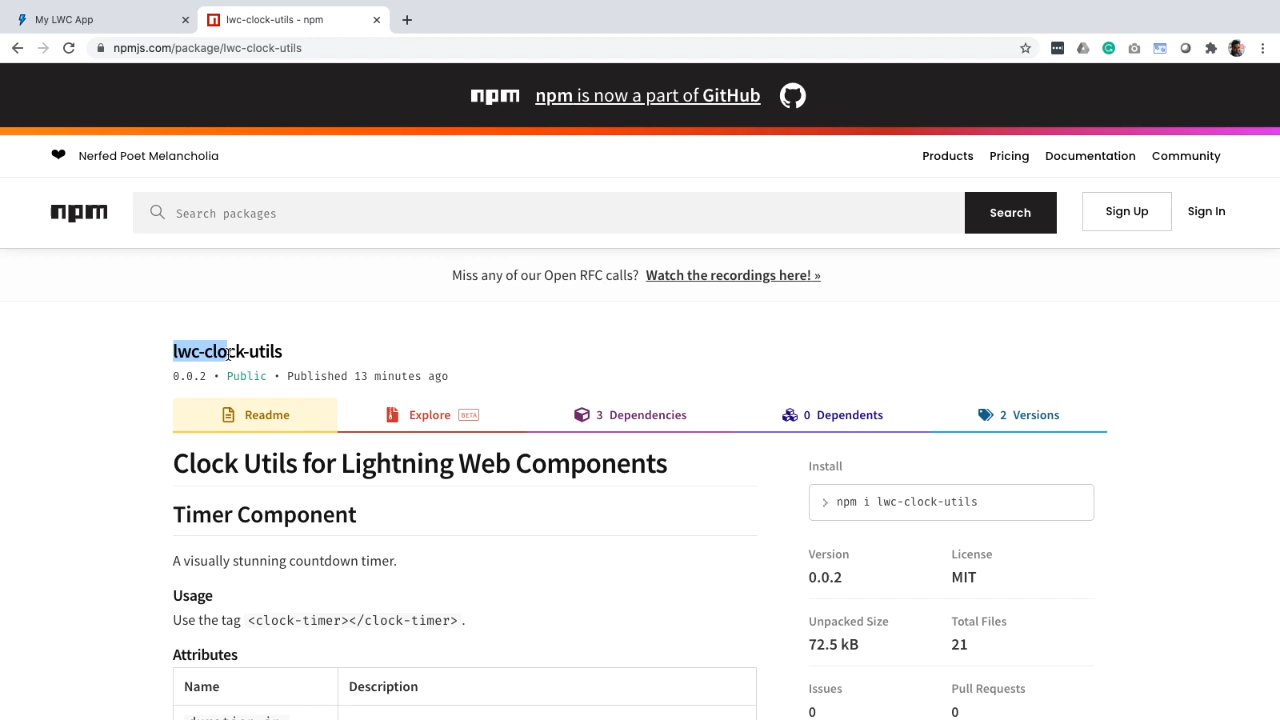 My LWC App
lwc-clock-utils - npm
npmjs.com/package/lwc-clock-utils
npm npm is now a part of GitHub
Nerfed Poet Melancholia
Products Pricing Documentation Community
npm Search packages Search Sign Up Sign In
Miss any of our Open RFC calls? Watch the recordings here! »
lwc-clock-utils
0.0.2 • Public • Published 13 minutes ago
Readme Explore BETA 3 Dependencies 0 Dependents 2 Versions
Clock Utils for Lightning Web Components
Timer Component
A visually stunning countdown timer.
Usage
Use the tag <clock-timer></clock-timer> .
Attributes
Name Description
Install
> npm i lwc-clock-utils
Version License
0.0.2 MIT
Unpacked Size Total Files
72.5 kB 21
Issues Pull Requests
0 0